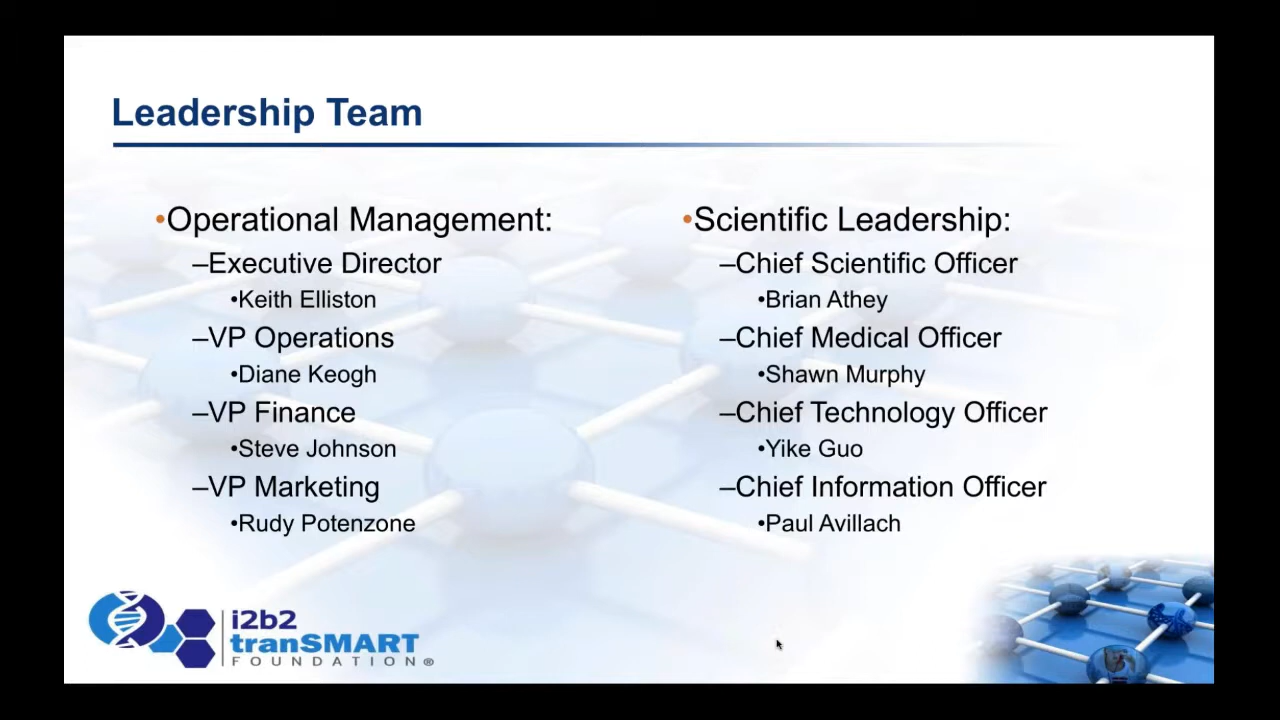 Leadership Team
•Operational Management:
–Executive Director
•Keith Elliston
–VP Operations
•Diane Keogh
–VP Finance
•Steve Johnson
–VP Marketing
•Rudy Potenzone
•Scientific Leadership:
–Chief Scientific Officer
•Brian Athey
–Chief Medical Officer
•Shawn Murphy
–Chief Technology Officer
•Yike Guo
–Chief Information Officer
•Paul Avillach
i2b2
tranSMART
FOUNDATION®